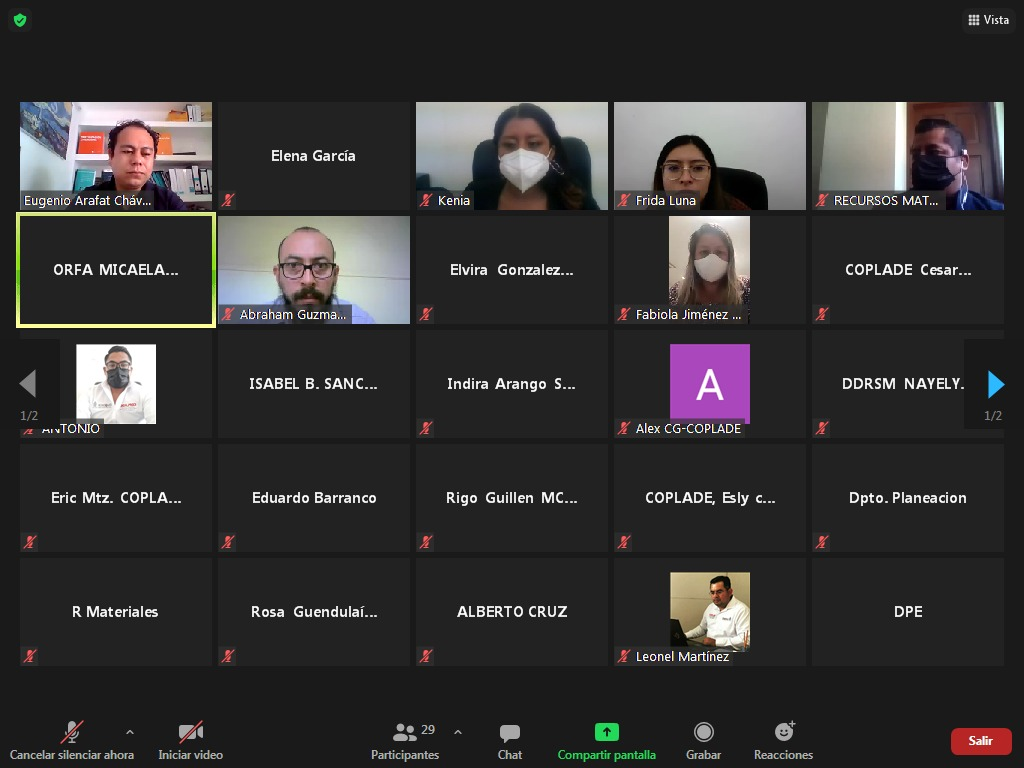 Vista
Eugenio Arafat Cháv...
Elena García
Kenia
Frida Luna
RECURSOS MAT...
ORFA MICAELA...
Abraham Guzma...
Elvira Gonzalez...
Fabiola Jiménez ...
COPLADE Cesar...
1/2
ANTONIO
ISABEL B. SANC...
Indira Arango S...
A
Alex CG-COPLADE
DDRSM NAYELY.
1/2
Eric Mtz. COPLA...
Eduardo Barranco
Rigo Guillen MC...
COPLADE, Esly c...
Dpto. Planeacion
R Materiales
Rosa Guendulaí...
ALBERTO CRUZ
Leonel Martínez
DPE
Cancelar silenciar ahora
Iniciar video
29
Participantes
Chat
Compartir pantalla
Grabar
Reacciones
Salir